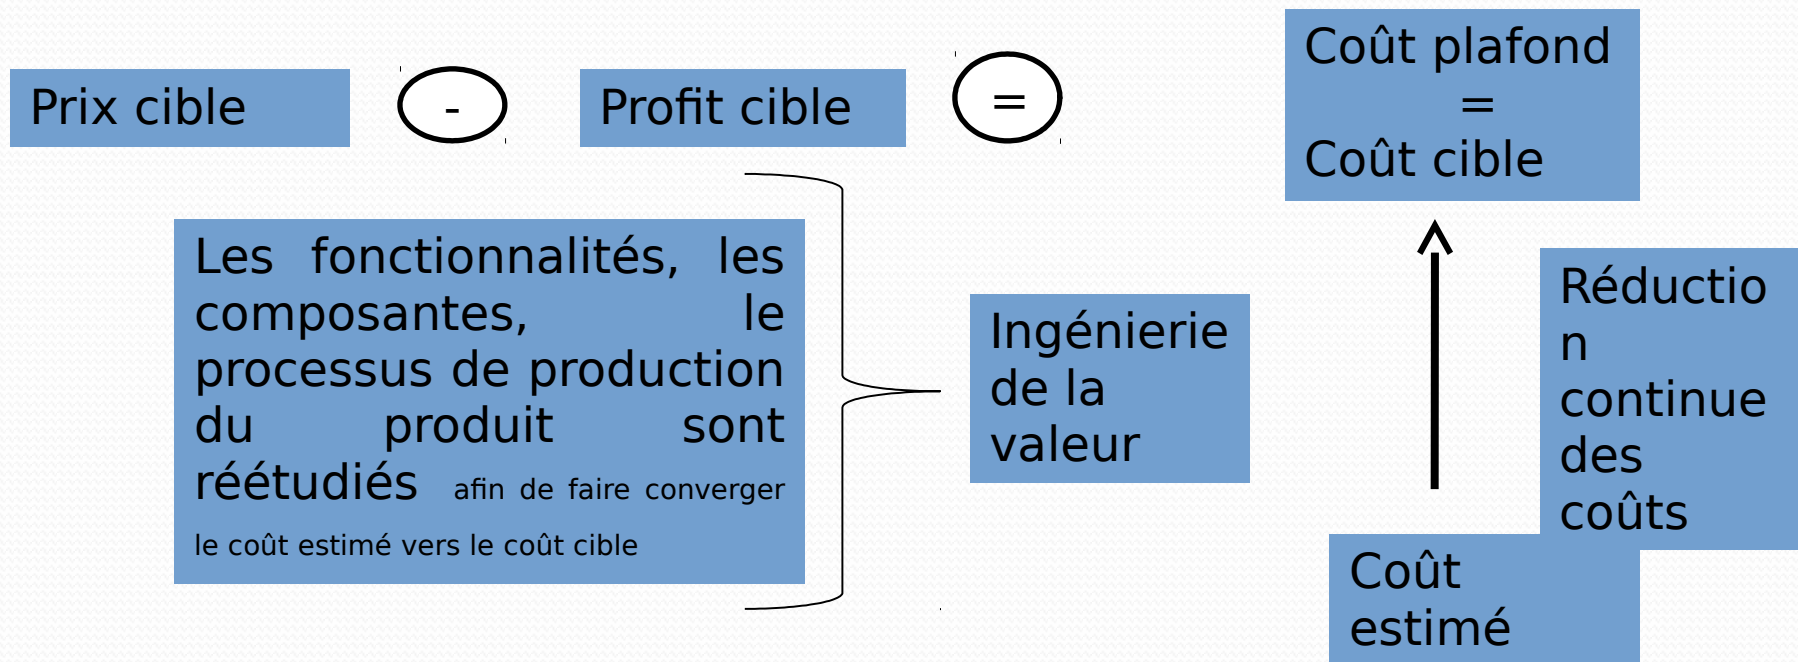 Prix cible
-
Profit cible
=
Coût plafond
=
Coût cible
Les fonctionnalités, les
composantes, le
processus de production
du produit sont
réétudiés afin de faire converger
le coût estimé vers le coût cible
Ingénierie
de la
valeur
Réductio
n
continue
des
coûts
Coût
estimé